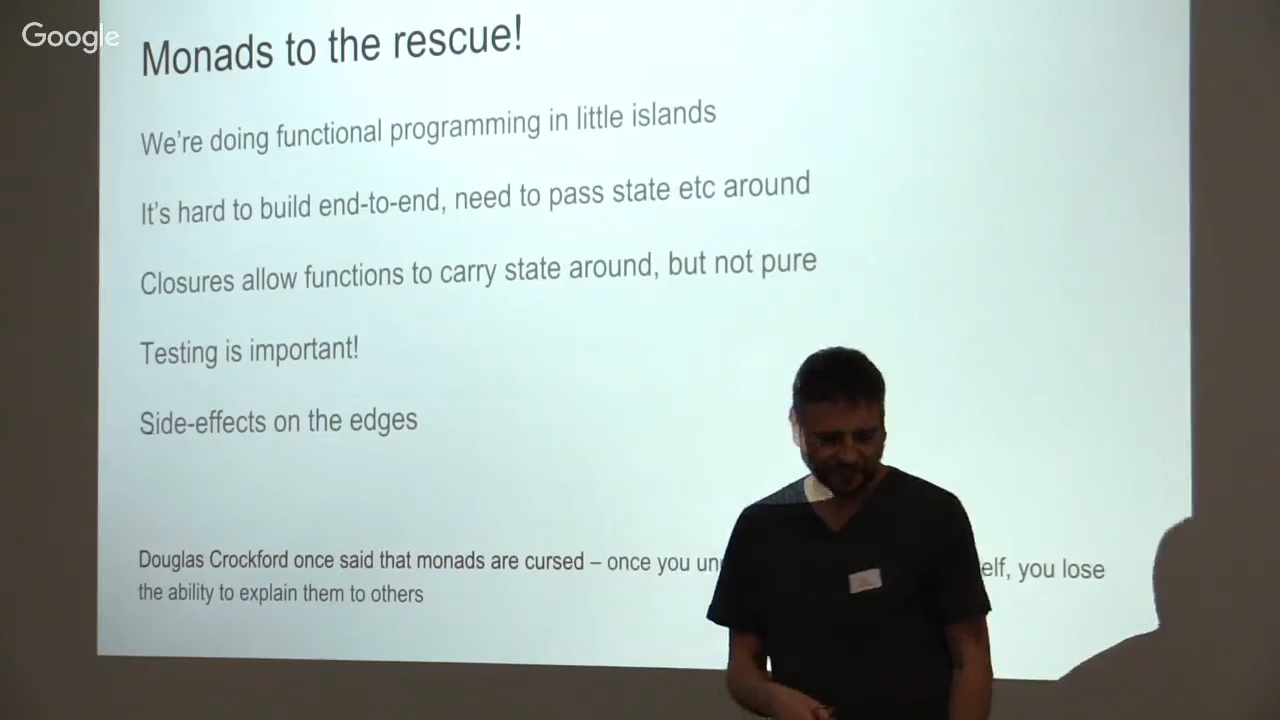 Google
Monads to the rescue!
We're doing functional programming in little islands
It's hard to build end-to-end, need to pass state etc around
Closures allow functions to carry state around, but not pure
Testing is important!
Side-effects on the edges
Douglas Crockford once said that monads are cursed – once you un elf, you lose
the ability to explain them to others